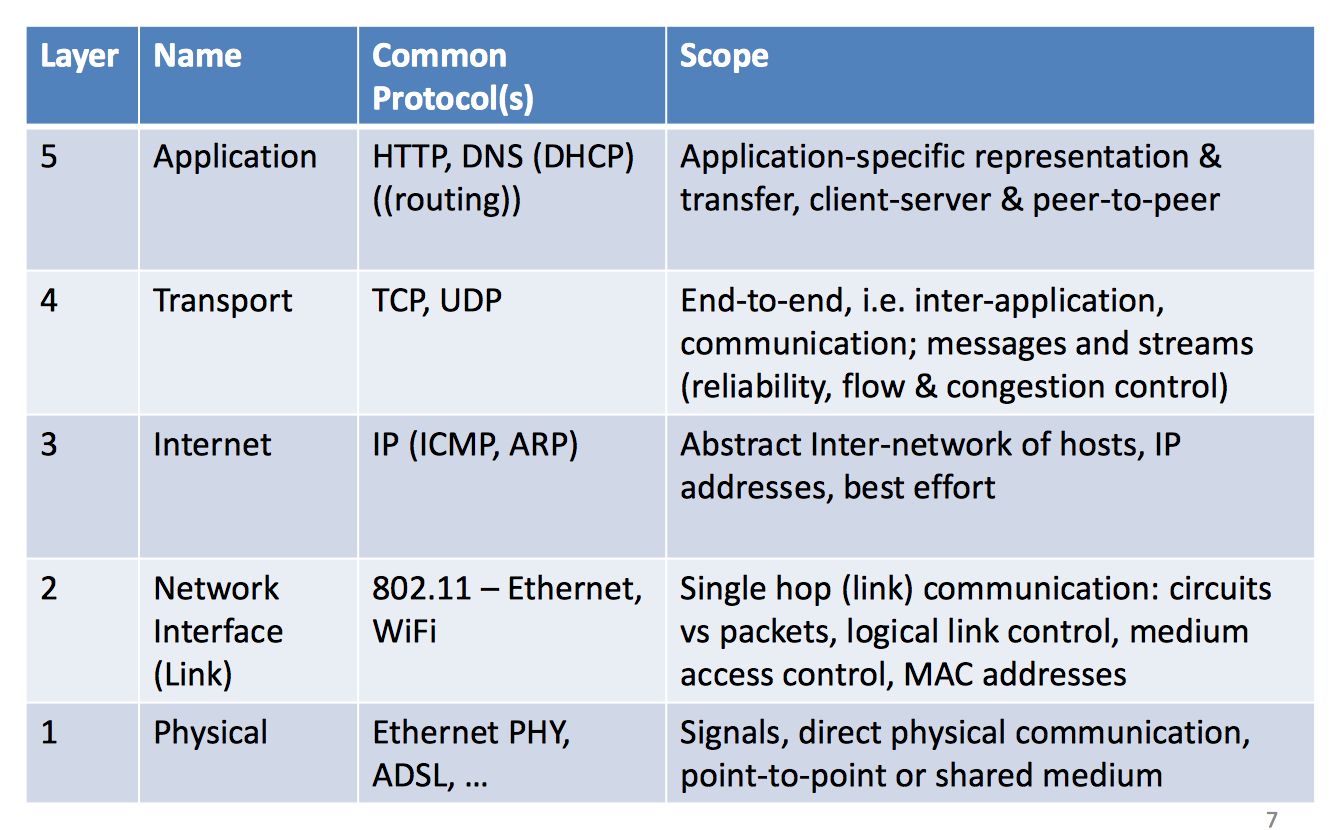 Layer
Name
Common
Protocol(s)
Scope
5
Application
HTTP, DNS (DHCP)
((routing))
Application-specific representation &
transfer, client-server & peer-to-peer
4
Transport
TCP, UDP
End-to-end, i.e. inter-application,
communication; messages and streams
(reliability, flow & congestion control)
3
Internet
IP (ICMP, ARP)
Abstract Inter-network of hosts, IP
addresses, best effort
2
Network
Interface
(Link)
802.11 – Ethernet,
WiFi
Single hop (link) communication: circuits
vs packets, logical link control, medium
access control, MAC addresses
1
Physical
Ethernet PHY,
ADSL, …
Signals, direct physical communication,
point-to-point or shared medium
7